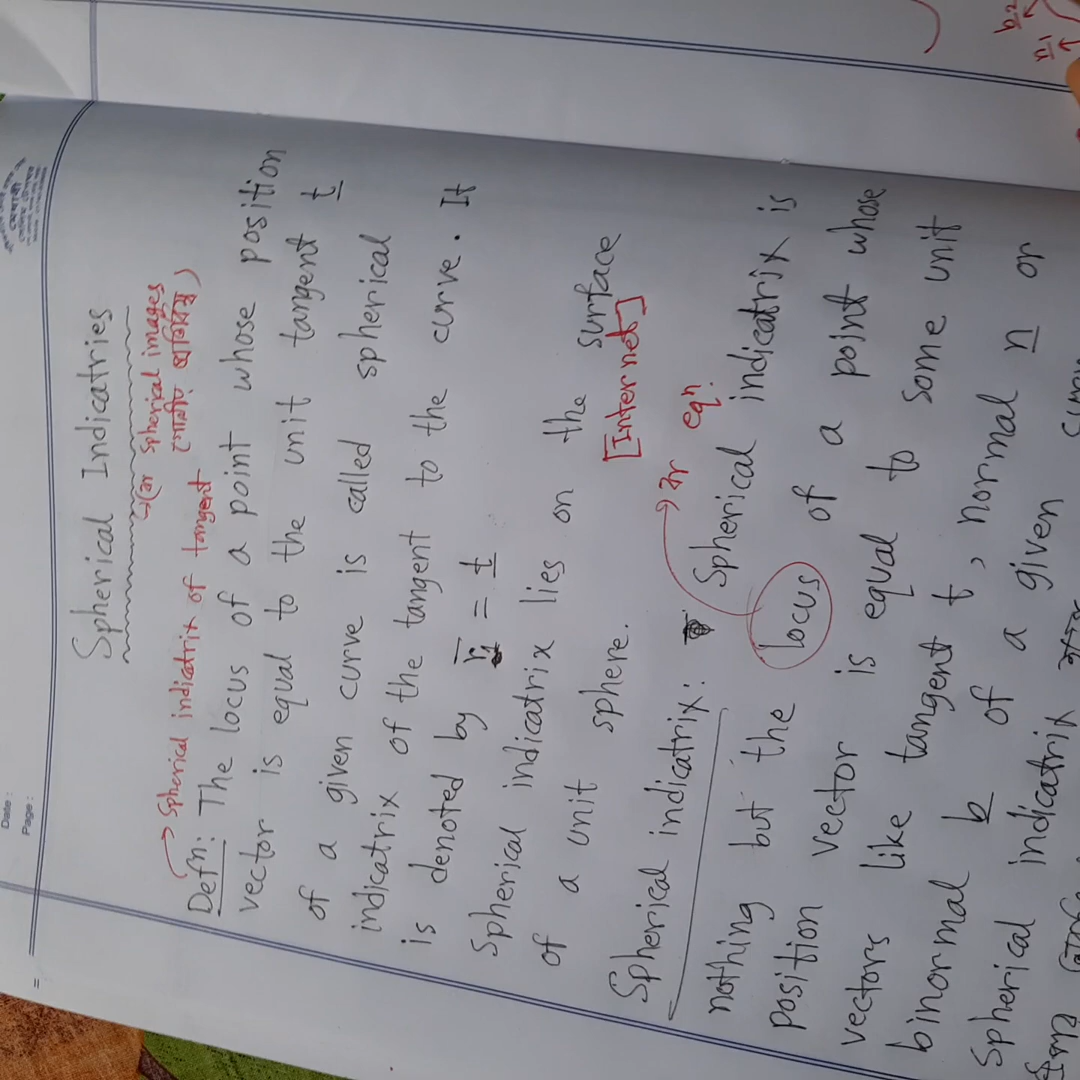 Date :
Page :
Spherical Indicatries
→(or spherical images
→ Spherical indicatrix of tangent
Defn: The locus of a point whose position
vector is equal to the unit tangent t
of a given curve is called spherical
indicatrix of the tangent to the curve. It
is denoted by r₁ = t
Spherical indicatrix lies on the surface
of a unit sphere.
[Internet]
→ এর eqn.
Spherical indicatrix: Spherical indicatrix is
nothing but the locus of a point whose
position vector is equal to some unit
vectors like tangent t, normal n or
binormal b of a given
Spherical indicatrix
b₂
n₁